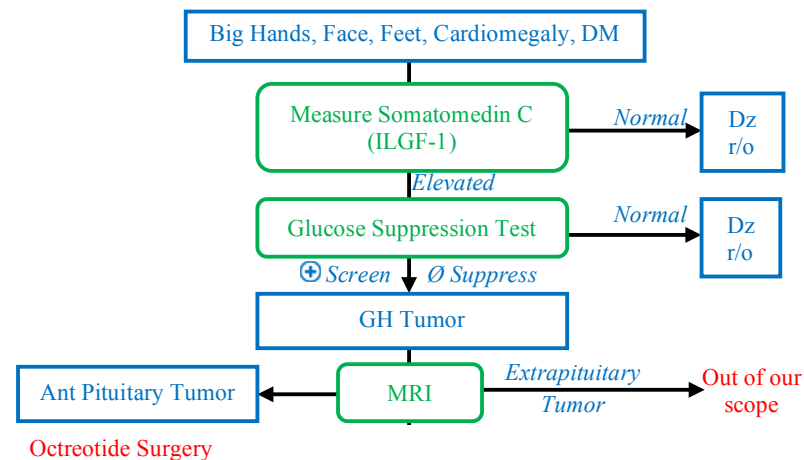 Big Hands, Face, Feet, Cardiomegaly, DM
Measure Somatomedin C
(ILGF-1)
Normal
Dz
r/o
Elevated
Glucose Suppression Test
Normal
Dz
r/o
⊕ Screen Ø Suppress
GH Tumor
Ant Pituitary Tumor
MRI
Extrapituitary
Tumor
Out of our
scope
Octreotide Surgery